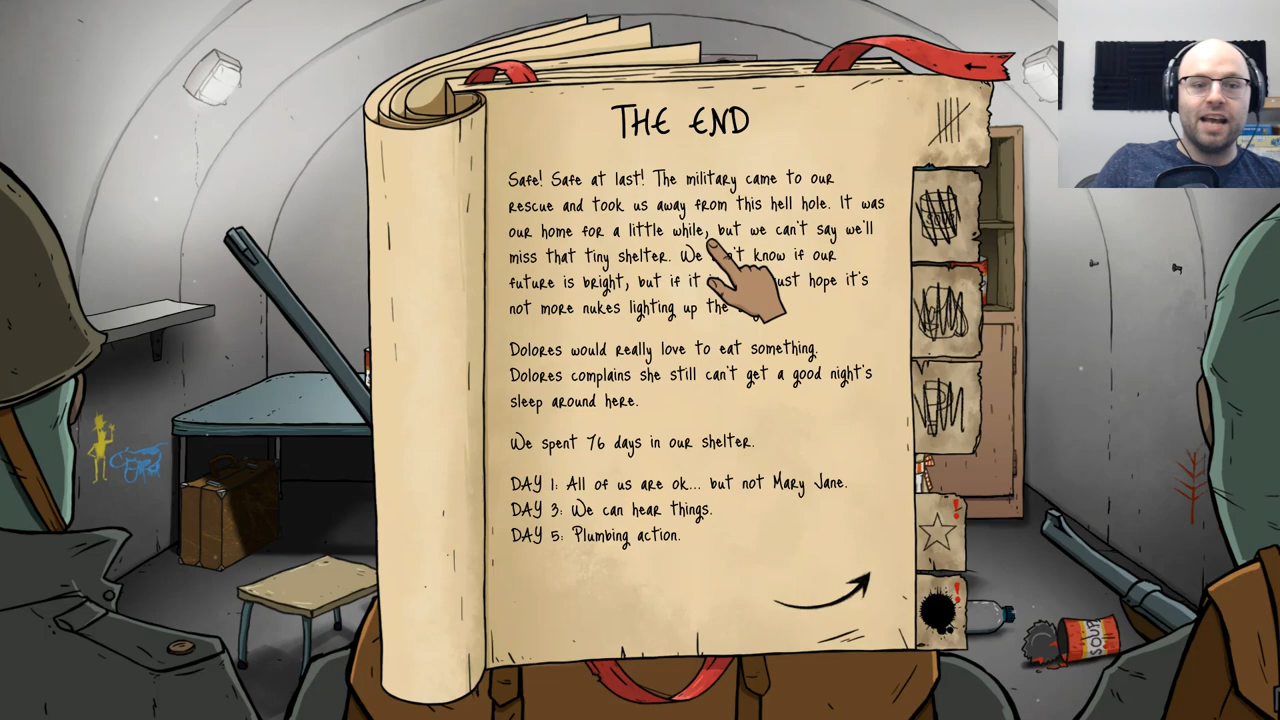 THE END
Safe! Safe at last! The military came to our
rescue and took us away from this hell hole. It was
our home for a little while, but we can't say we'll
miss that tiny shelter. We know if our
future is bright, but if it hope it's
not more nukes lighting up the
Dolores would really love to eat something.
Dolores complains she still can't get a good night's
sleep around here.
We spent 76 days in our shelter.
DAY 1: All of us are ok... but not Mary Jane.
DAY 3: We can hear things.
DAY 5: Plumbing action.
SOUP